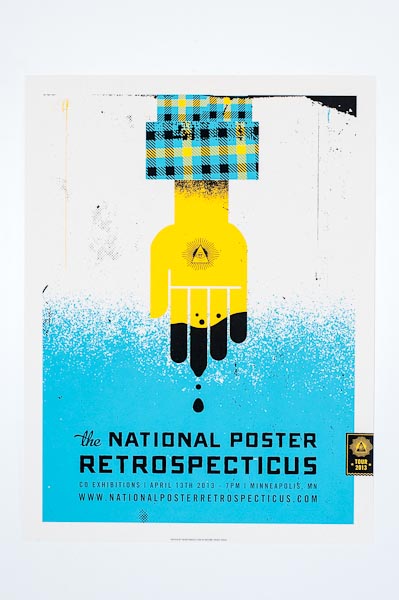 the NATIONAL POSTER
RETROSPECTICUS
CO EXHIBITIONS | APRIL 13TH 2013 - 7PM | MINNEAPOLIS, MN
WWW.NATIONALPOSTERRETROSPECTICUS.COM
TOUR
2013